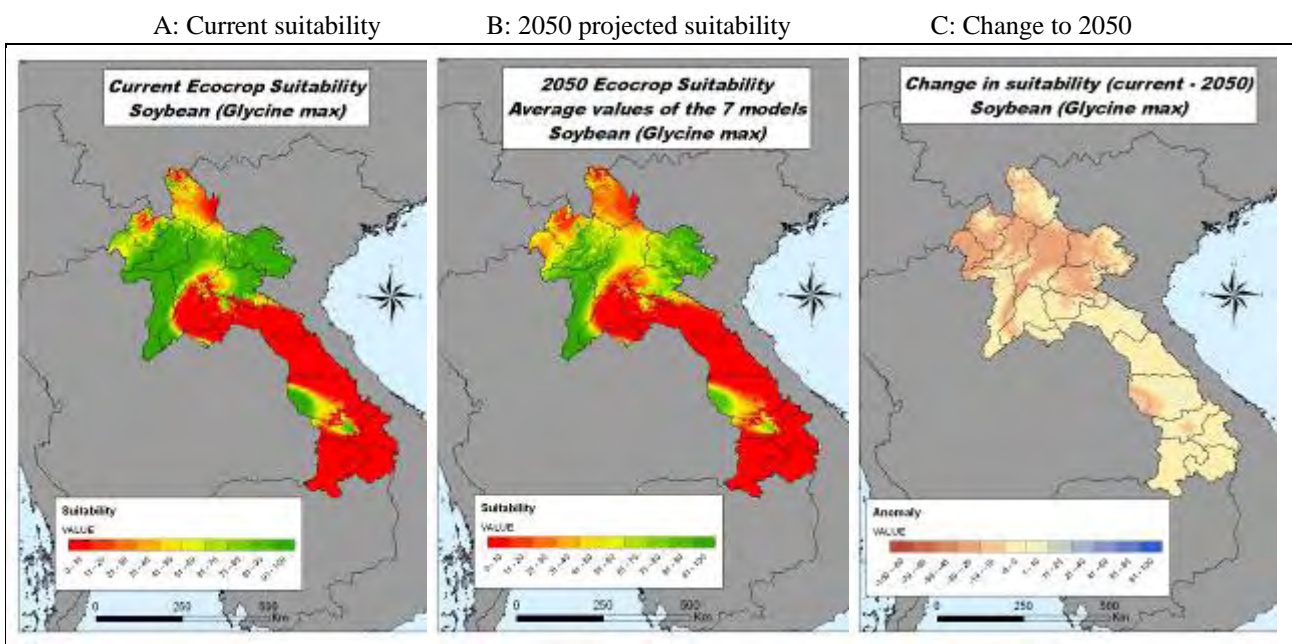 A: Current suitability
B: 2050 projected suitability
C: Change to 2050
Current Ecocrop Suitability
Soybean (Glycine max)
2050 Ecocrop Suitability
Average values of the 7 models
Soybean (Glycine max)
Change in suitability (current - 2050)
Soybean (Glycine max)
Suitability
VALUE
0 250 500
Km
Suitability
VALUE
0 250 500
Km
Anomaly
VALUE
0 250 500
Km